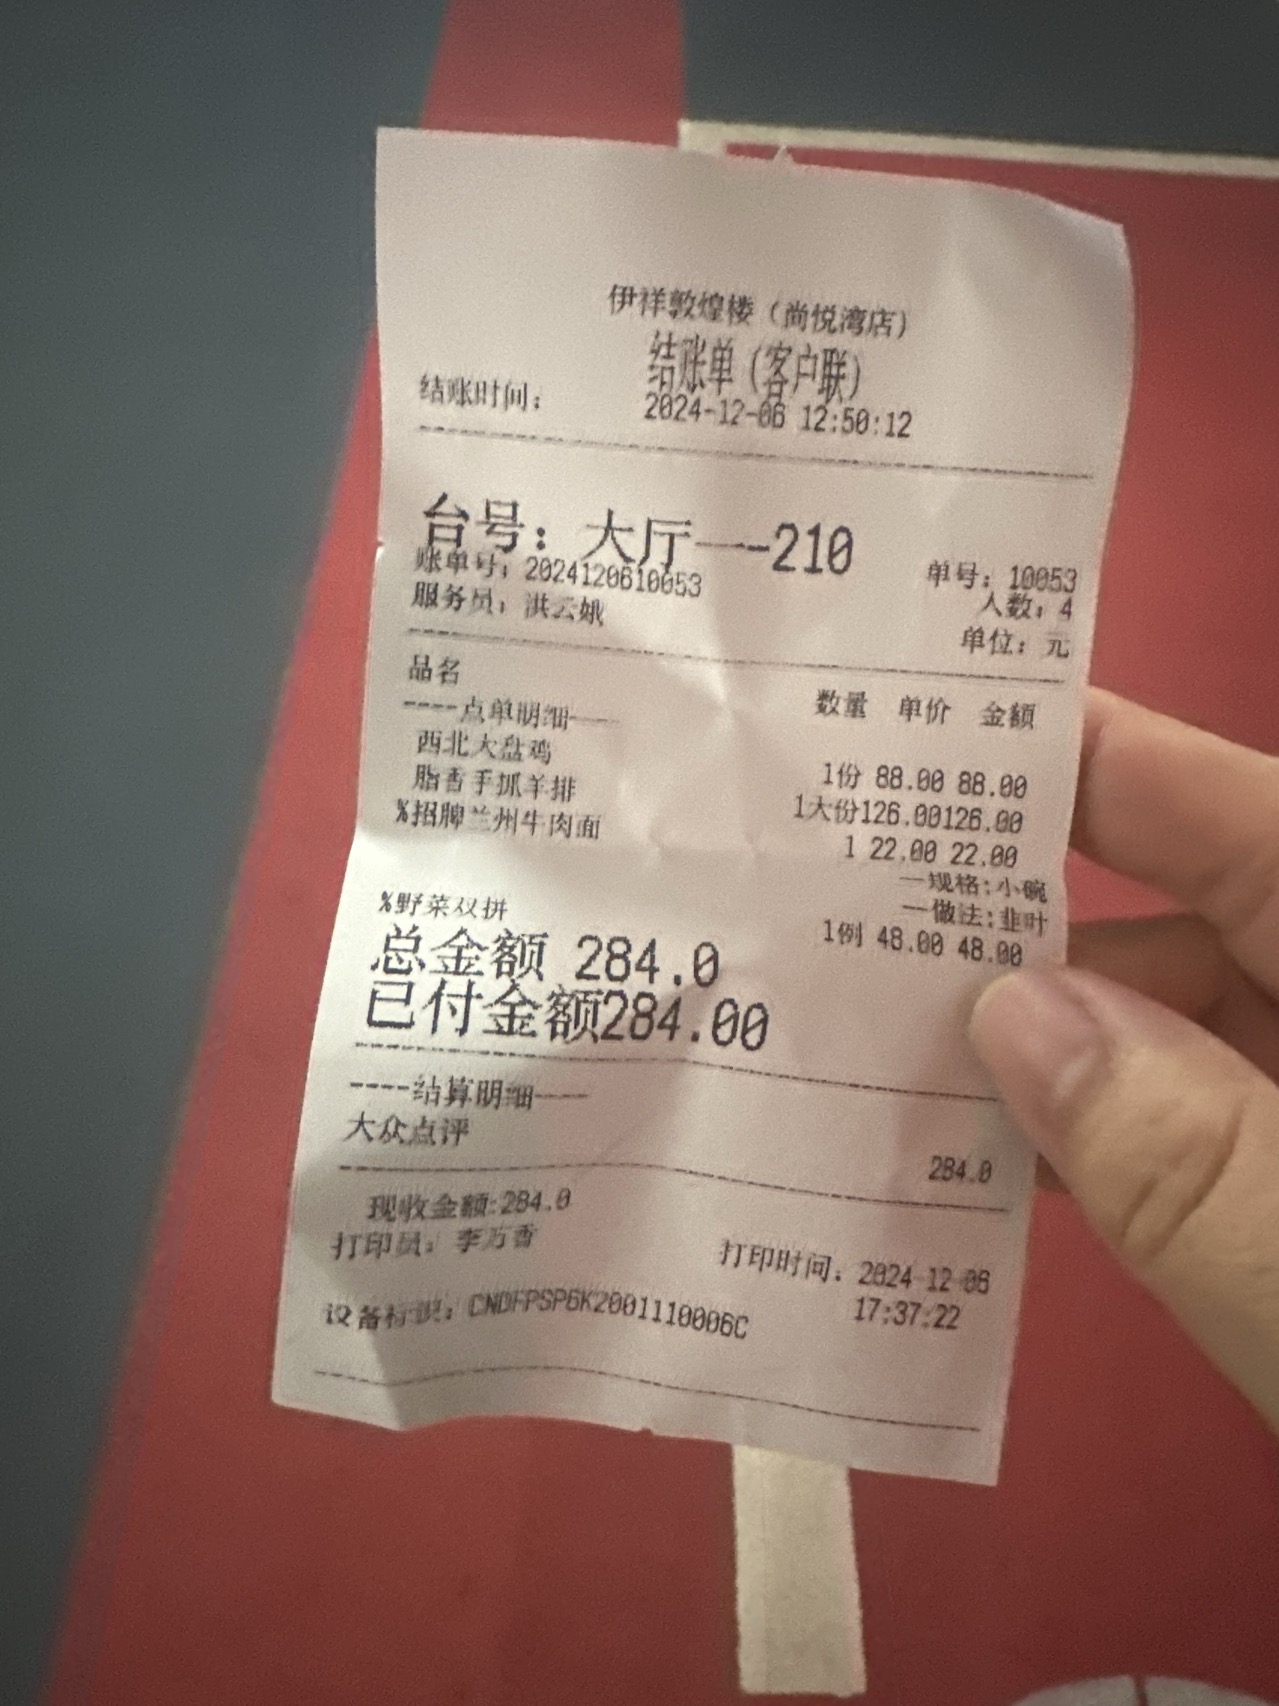 伊祥敦煌楼（尚悦湾店）
结账单（客户联）
结账时间： 2024-12-06 12:50:12
台号：大厅——-210
账单号：2024120610053 单号：10053
服务员：洪云娥 人数：4
单位：元
品名 数量 单价 金额
----点单明细----
西北大盘鸡 1份 88.00 88.00
脂香手抓羊排 1大份126.00126.00
%招牌兰州牛肉面 1 22.00 22.00
—规格:小碗
—做法:韭叶
%野菜双拼 1例 48.00 48.00
总金额 284.0
已付金额284.00
----结算明细----
大众点评 284.0
现收金额:284.0
打印员：李万香 打印时间：2024-12-06
17:37:22
设备标识：CNDFPSP6K2001110006C